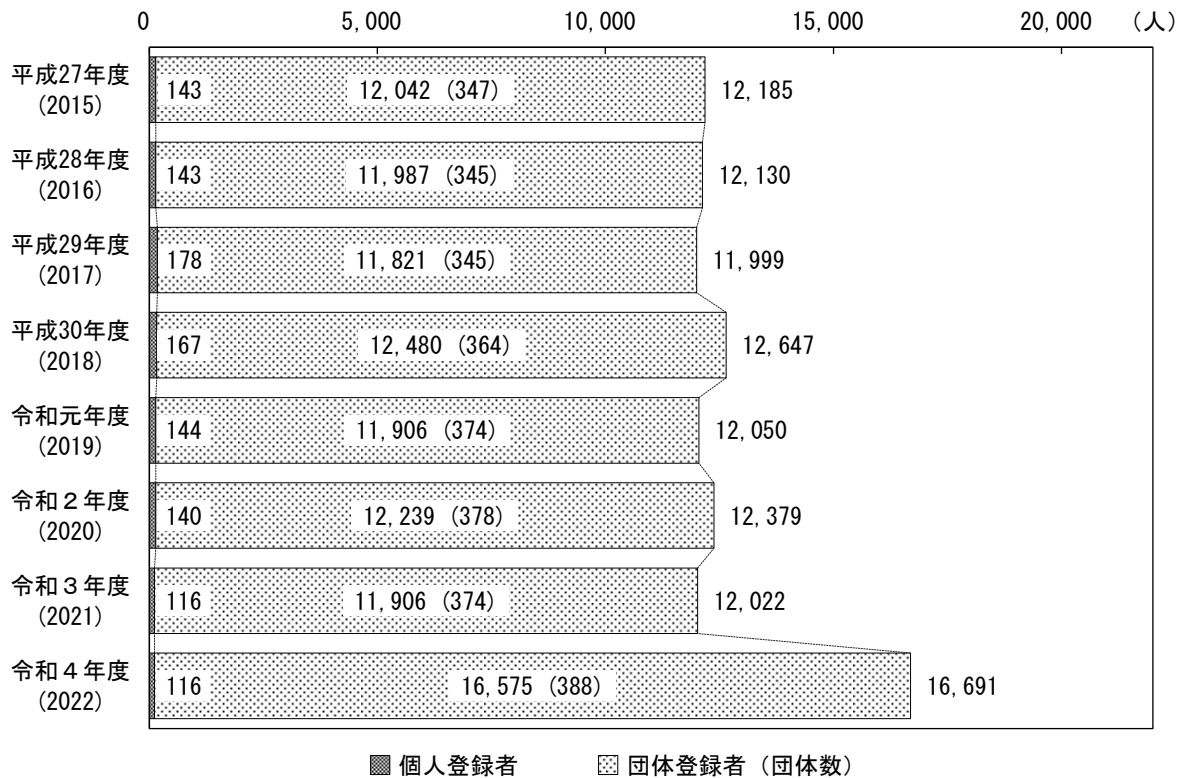 0 5,000 10,000 15,000 20,000 （人）
平成27年度
(2015)
143 12,042（347） 12,185
平成28年度
(2016)
143 11,987（345） 12,130
平成29年度
(2017)
178 11,821（345） 11,999
平成30年度
(2018)
167 12,480（364） 12,647
令和元年度
(2019)
144 11,906（374） 12,050
令和２年度
(2020)
140 12,239（378） 12,379
令和３年度
(2021)
116 11,906（374） 12,022
令和４年度
(2022)
116 16,575（388） 16,691
個人登録者 団体登録者（団体数）